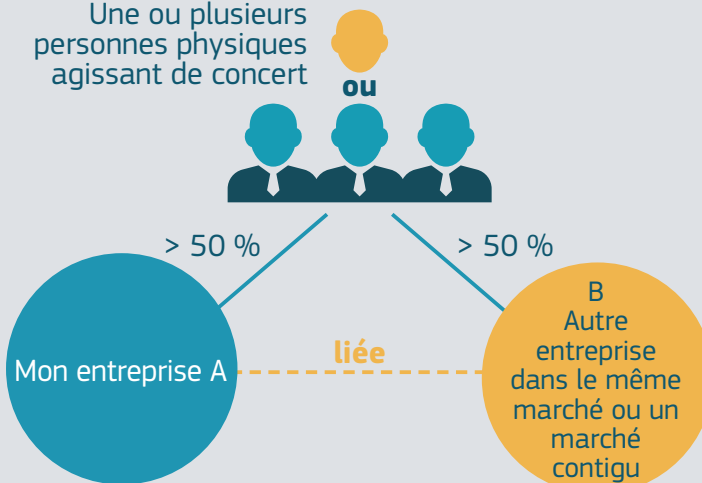 Une ou plusieurs
personnes physiques
agissant de concert
ou
> 50 %
> 50 %
Mon entreprise A
liée
B
Autre
entreprise
dans le même
marché ou un
marché
contigu